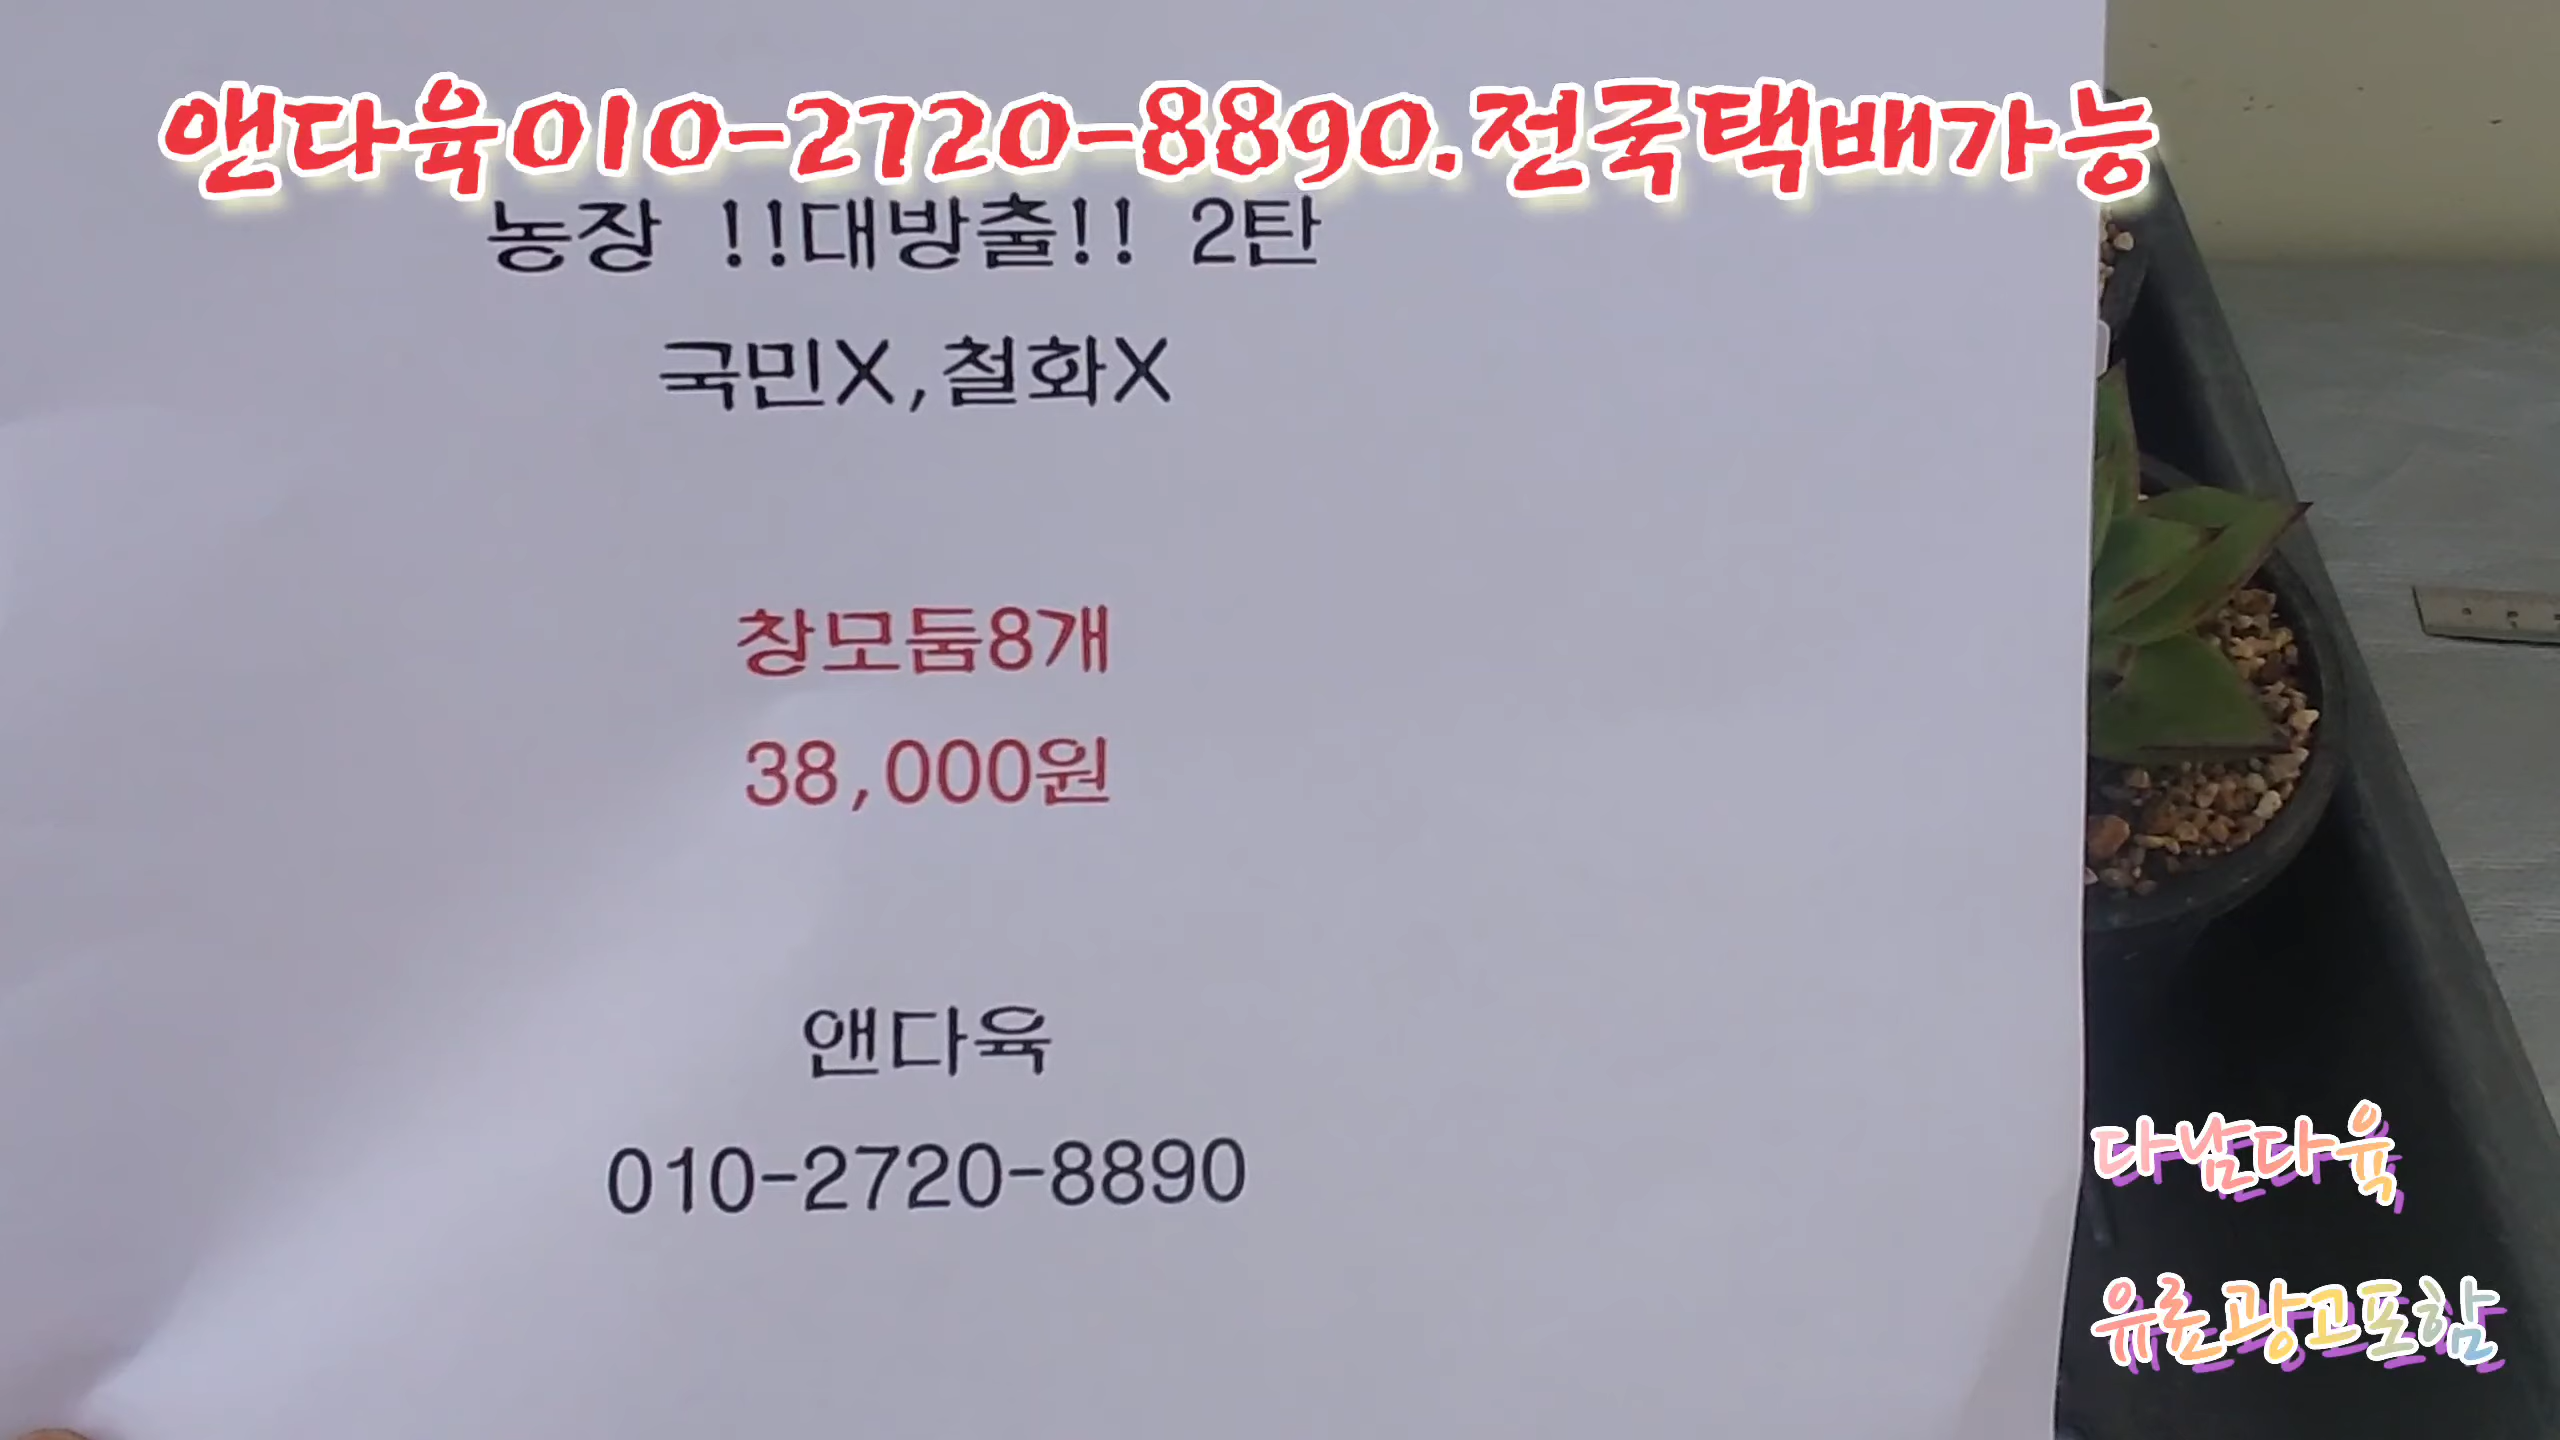 앤다육010-2720-8890.전국택배가능
농장 !!대방출!! 2탄
국민X,철화X
창모둠8개
38,000원
앤다육
010-2720-8890
다남다육
유료광고포함